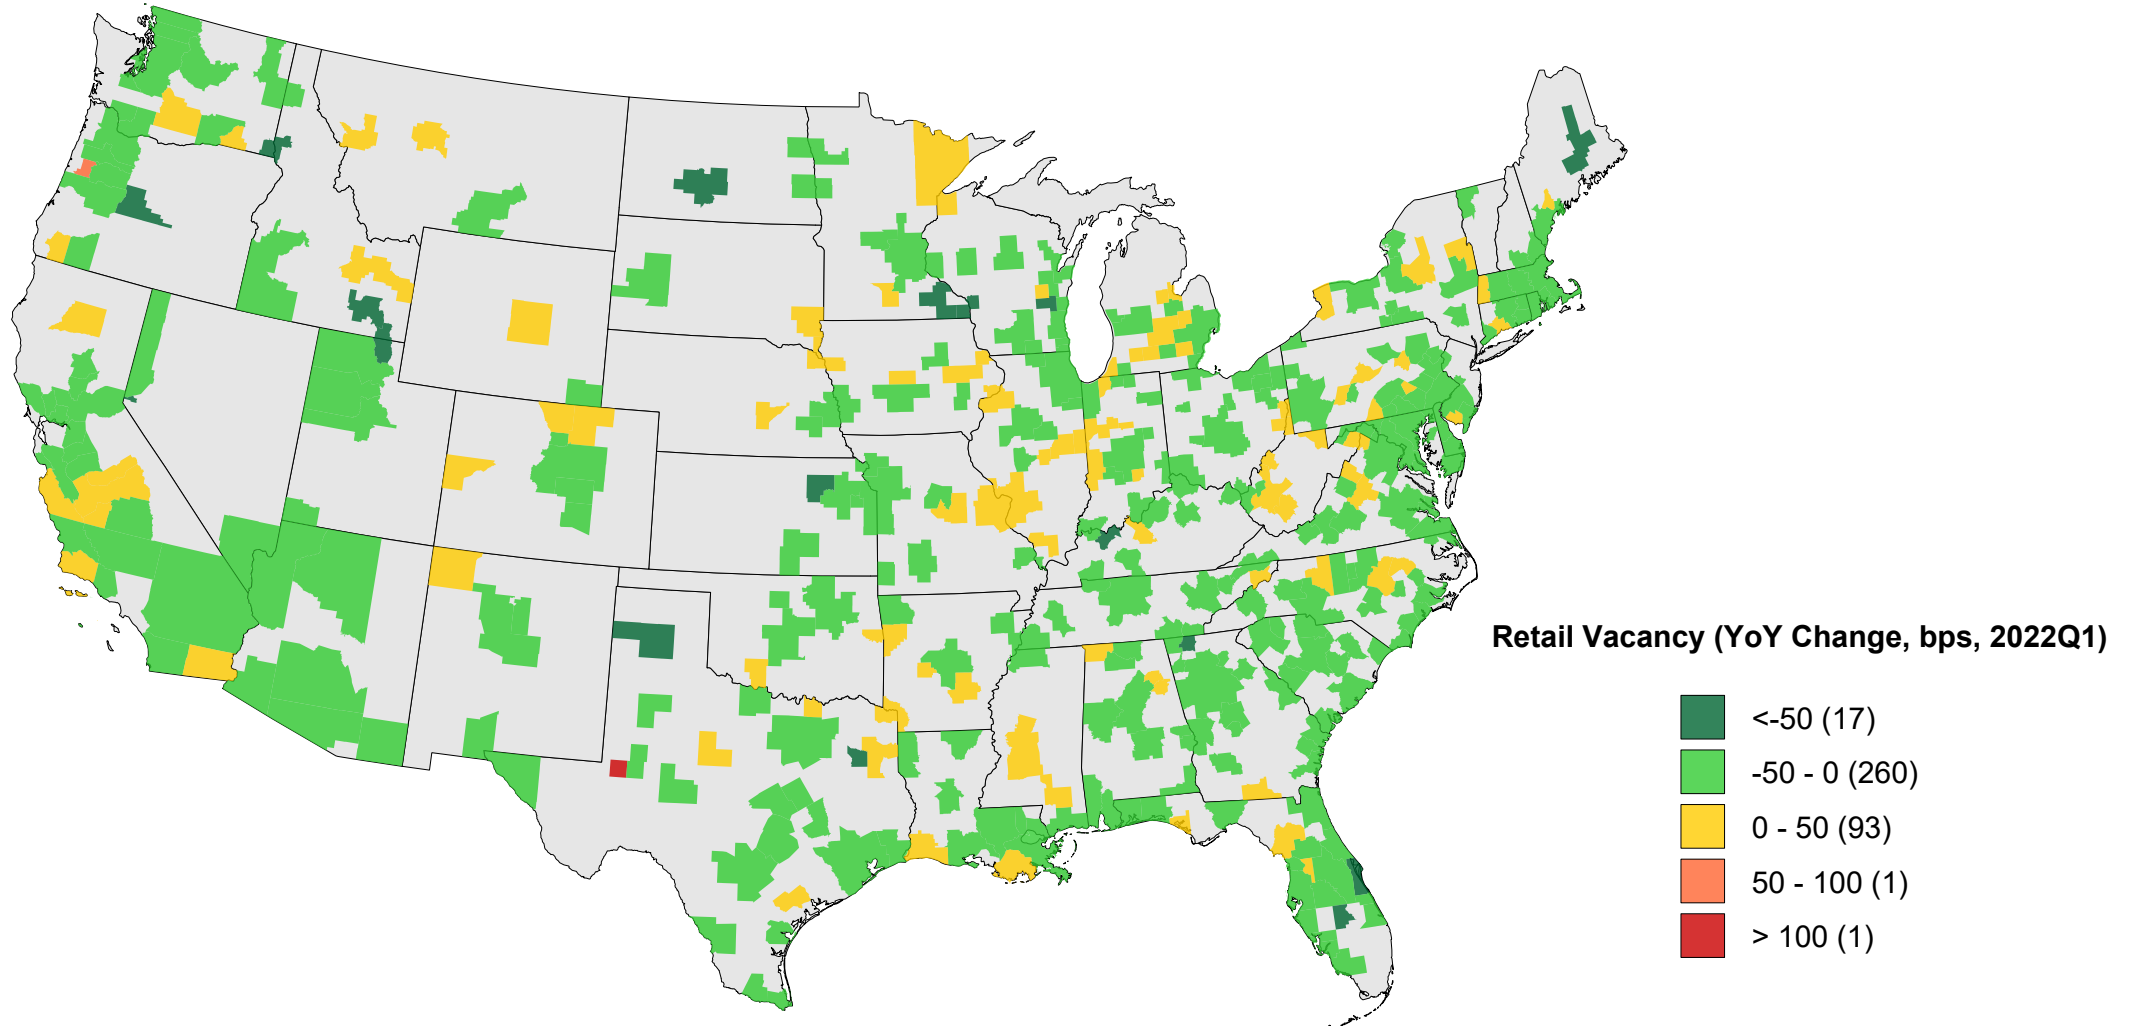 Retail Vacancy (YoY Change, bps, 2022Q1)
<-50 (17)
-50 - 0 (260)
0 - 50 (93)
50 - 100 (1)
> 100 (1)